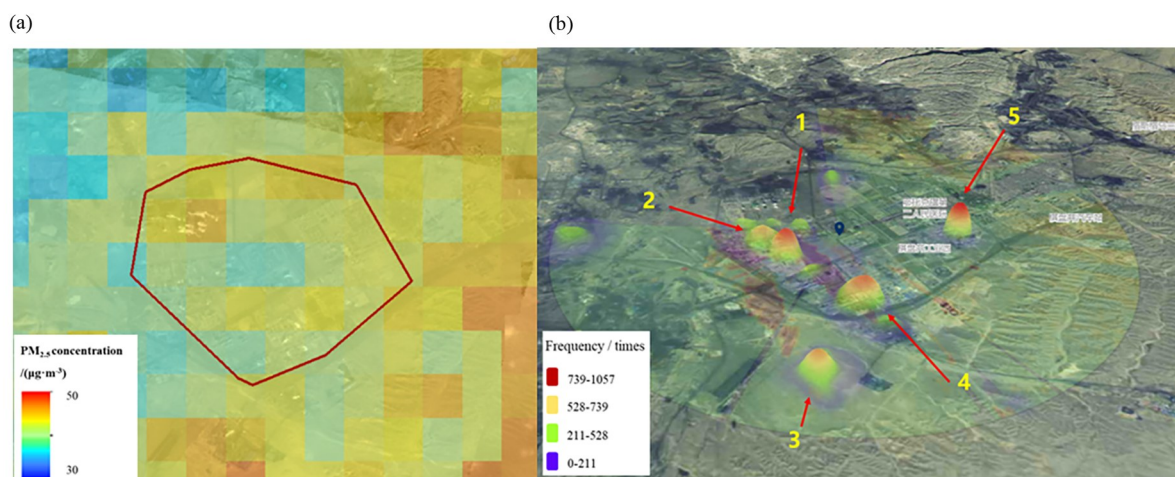 (a)
(b)
PM2.5 concentration
/(μg·m-3)
50
30
1
2
3
4
5
Frequency / times
739-1057
528-739
211-528
0-211